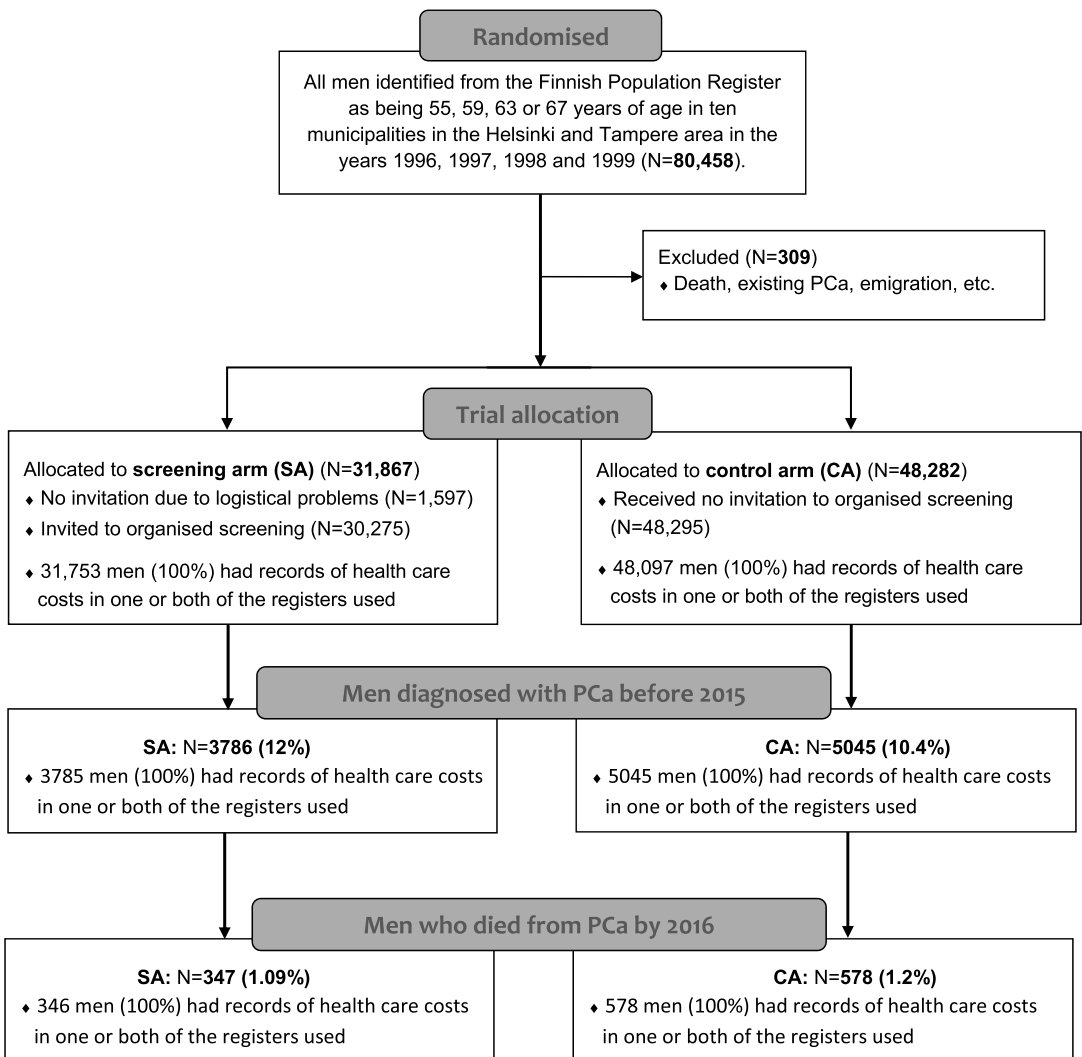 Randomised
All men identified from the Finnish Population Register
as being 55, 59, 63 or 67 years of age in ten
municipalities in the Helsinki and Tampere area in the
years 1996, 1997, 1998 and 1999 (N=80,458).
Excluded (N=309)
♦ Death, existing PCa, emigration, etc.
Trial allocation
Allocated to screening arm (SA) (N=31,867)
♦ No invitation due to logistical problems (N=1,597)
♦ Invited to organised screening (N=30,275)
♦ 31,753 men (100%) had records of health care
costs in one or both of the registers used
Allocated to control arm (CA) (N=48,282)
♦ Received no invitation to organised screening
(N=48,295)
♦ 48,097 men (100%) had records of health care
costs in one or both of the registers used
Men diagnosed with PCa before 2015
SA: N=3786 (12%)
♦ 3785 men (100%) had records of health care costs
in one or both of the registers used
CA: N=5045 (10.4%)
♦ 5045 men (100%) had records of health care costs
in one or both of the registers used
Men who died from PCa by 2016
SA: N=347 (1.09%)
♦ 346 men (100%) had records of health care costs
in one or both of the registers used
CA: N=578 (1.2%)
♦ 578 men (100%) had records of health care costs
in one or both of the registers used